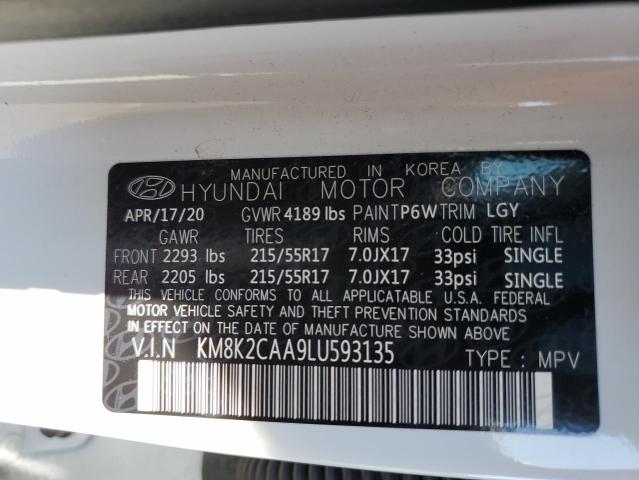 MANUFACTURED IN KOREA BY
HYUNDAI MOTOR COMPANY
APR/17/20 GVWR 4189 lbs PAINT P6W TRIM LGY
GAWR TIRES RIMS COLD TIRE INFL
FRONT 2293 lbs 215/55R17 7.0JX17 33psi SINGLE
REAR 2205 lbs 215/55R17 7.0JX17 33psi SINGLE
THIS VEHICLE CONFORMS TO ALL APPLICABLE U.S.A. FEDERAL
MOTOR VEHICLE SAFETY AND THEFT PREVENTION STANDARDS
IN EFFECT ON THE DATE OF MANUFACTURE SHOWN ABOVE.
V.I.N KM8K2CAA9LU593135 TYPE : MPV